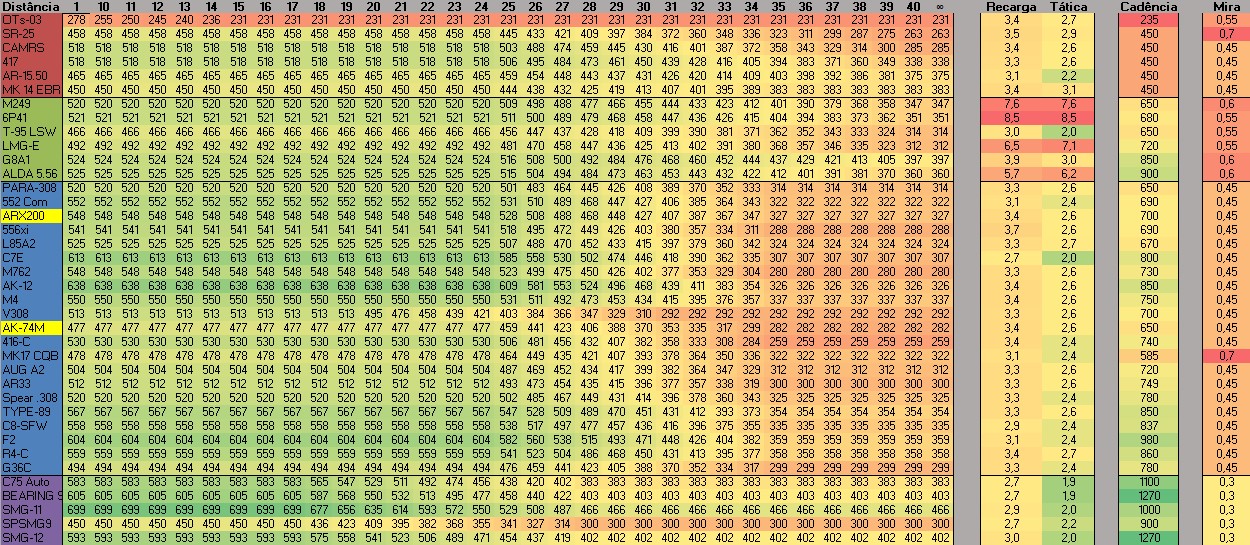 Distância 1 10 11 12 13 14 15 16 17 18 19 20 21 22 23 24 25 26 27 28 29 30 31 32 33 34 35 36 37 38 39 40 ∞ Recarga Tática Cadência Mira
OTs-03 278 255 250 245 240 236 231 231 231 231 231 231 231 231 231 231 231 231 231 231 231 231 231 231 231 231 231 231 231 231 231 231 231 3,4 2,7 235 0,55
SR-25 458 458 458 458 458 458 458 458 458 458 458 458 458 458 458 458 445 433 421 409 397 384 372 360 348 336 323 311 299 287 275 263 263 3,5 2,9 450 0,7
CAMRS 518 518 518 518 518 518 518 518 518 518 518 518 518 518 518 518 503 488 474 459 445 430 416 401 387 372 358 343 329 314 300 285 285 3,4 2,6 450 0,45
417 518 518 518 518 518 518 518 518 518 518 518 518 518 518 518 518 506 495 484 473 461 450 439 428 416 405 394 383 371 360 349 338 338 3,3 2,6 450 0,45
AR-15.50 465 465 465 465 465 465 465 465 465 465 465 465 465 465 465 465 459 454 448 443 437 431 426 420 414 409 403 398 392 386 381 375 375 3,1 2,2 450 0,45
MK 14 EBR 450 450 450 450 450 450 450 450 450 450 450 450 450 450 450 450 444 438 432 425 419 413 407 401 395 389 383 383 383 383 383 383 383 3,4 3,1 450 0,45
M249 520 520 520 520 520 520 520 520 520 520 520 520 520 520 520 520 509 498 488 477 466 455 444 433 423 412 401 390 379 368 358 347 347 7,6 7,6 650 0,6
6P41 521 521 521 521 521 521 521 521 521 521 521 521 521 521 521 521 511 500 489 479 468 458 447 436 426 415 404 394 383 373 362 351 351 8,5 8,5 680 0,55
T-95 LSW 466 466 466 466 466 466 466 466 466 466 466 466 466 466 466 466 456 447 437 428 418 409 399 390 381 371 362 352 343 333 324 314 314 3,0 2,0 650 0,55
LMG-E 492 492 492 492 492 492 492 492 492 492 492 492 492 492 492 492 481 470 458 447 436 424 413 402 391 380 368 357 346 335 323 312 312 6,5 7,1 720 0,55
G8A1 524 524 524 524 524 524 524 524 524 524 524 524 524 524 524 524 516 508 500 492 484 476 468 460 452 444 437 429 421 413 405 397 397 3,9 3,0 850 0,6
ALDA 5.56 525 525 525 525 525 525 525 525 525 525 525 525 525 525 525 525 504 504 494 484 473 463 453 443 432 422 412 401 391 381 370 360 360 5,7 6,2 900 0,6
PARA-308 520 520 520 520 520 520 520 520 520 520 520 520 520 520 520 520 501 483 464 445 426 408 389 370 352 333 314 314 314 314 314 314 314 3,3 2,6 650 0,45
552 Com 552 552 552 552 552 552 552 552 552 552 552 552 552 552 552 552 531 510 489 468 447 426 405 384 363 342 331 331 331 331 331 331 331 3,1 2,4 690 0,45
ARX200 548 548 548 548 548 548 548 548 548 548 548 548 548 548 548 548 528 508 488 468 448 427 407 387 367 347 327 327 327 327 327 327 327 3,4 2,6 700 0,45
556xi 541 541 541 541 541 541 541 541 541 541 541 541 541 541 541 541 518 495 472 449 426 403 380 357 334 311 288 288 288 288 288 288 288 3,7 2,6 690 0,45
L85A2 525 525 525 525 525 525 525 525 525 525 525 525 525 525 525 525 507 488 470 452 433 415 397 379 360 342 324 324 324 324 324 324 324 3,3 2,7 670 0,45
C7E 613 613 613 613 613 613 613 613 613 613 613 613 613 613 613 613 585 558 530 502 474 446 418 390 362 335 307 307 307 307 307 307 307 2,7 2,0 800 0,45
M762 548 548 548 548 548 548 548 548 548 548 548 548 548 548 548 548 523 499 475 450 426 402 377 353 329 304 280 280 280 280 280 280 280 3,3 2,6 730 0,45
AK-12 638 638 638 638 638 638 638 638 638 638 638 638 638 638 638 638 609 581 553 524 496 468 439 411 383 354 326 326 326 326 326 326 326 3,4 2,6 850 0,45
M4 550 550 550 550 550 550 550 550 550 550 550 550 550 550 550 550 531 511 492 473 453 434 415 395 376 357 337 337 337 337 337 337 337 3,4 2,6 750 0,45
V308 513 513 513 513 513 513 513 513 513 513 513 495 476 458 439 421 403 384 366 347 329 310 292 292 292 292 292 292 292 292 292 292 292 3,3 2,6 700 0,45
AK-74M 477 477 477 477 477 477 477 477 477 477 477 477 477 477 477 477 459 441 423 406 388 370 353 335 317 299 282 282 282 282 282 282 282 3,4 2,6 650 0,45
416-C 530 530 530 530 530 530 530 530 530 530 530 530 530 530 530 530 506 481 456 432 407 382 358 333 308 284 259 259 259 259 259 259 259 3,4 2,4 740 0,45
MK17 CQB 478 478 478 478 478 478 478 478 478 478 478 478 478 478 478 478 464 449 435 421 407 393 378 364 350 336 322 322 322 322 322 322 322 3,1 2,4 585 0,7
AUG A2 504 504 504 504 504 504 504 504 504 504 504 504 504 504 504 504 487 469 452 434 417 399 382 364 347 329 312 312 312 312 312 312 312 3,3 2,6 720 0,45
AR33 512 512 512 512 512 512 512 512 512 512 512 512 512 512 512 512 493 473 454 435 415 396 377 357 338 319 300 300 300 300 300 300 300 3,3 2,6 749 0,45
Spear .308 520 520 520 520 520 520 520 520 520 520 520 520 520 520 520 520 502 485 467 449 431 414 396 378 361 343 325 325 325 325 325 325 325 3,3 2,4 780 0,45
TYPE-89 567 567 567 567 567 567 567 567 567 567 567 567 567 567 567 567 547 528 509 489 470 451 431 412 393 373 354 354 354 354 354 354 354 3,3 2,6 850 0,45
C8-SFW 558 558 558 558 558 558 558 558 558 558 558 558 558 558 558 558 538 517 497 477 457 436 416 396 375 355 335 335 335 335 335 335 335 2,9 2,4 837 0,45
F2 604 604 604 604 604 604 604 604 604 604 604 604 604 604 604 604 582 560 538 515 493 471 448 426 404 382 359 359 359 359 359 359 359 3,1 2,4 980 0,45
R4-C 559 559 559 559 559 559 559 559 559 559 559 559 559 559 559 559 541 523 504 486 468 450 431 413 395 377 358 358 358 358 358 358 358 3,4 2,7 860 0,45
G36C 494 494 494 494 494 494 494 494 494 494 494 494 494 494 494 494 476 459 441 423 405 388 370 352 334 317 299 299 299 299 299 299 299 3,3 2,4 780 0,45
C75 Auto 583 583 583 583 583 583 565 547 529 511 492 474 456 438 420 402 383 383 383 383 383 383 383 383 383 383 383 383 383 383 383 383 383 2,7 1,9 1100 0,3
BEARING 605 605 605 605 605 605 587 568 550 532 513 495 477 458 440 422 403 403 403 403 403 403 403 403 403 403 403 403 403 403 403 403 403 2,7 1,9 1270 0,3
SMG-11 699 699 699 699 699 699 699 677 656 635 614 593 572 550 529 508 487 466 466 466 466 466 466 466 466 466 466 466 466 466 466 466 466 2,9 2,0 1000 0,3
SPSMG9 450 450 450 450 450 450 450 436 423 409 395 382 368 355 341 327 314 300 300 300 300 300 300 300 300 300 300 300 300 300 300 300 300 2,7 2,2 900 0,3
SMG-12 593 593 593 593 593 593 593 575 558 541 523 506 489 471 454 437 419 402 402 402 402 402 402 402 402 402 402 402 402 402 402 402 402 3,0 2,0 1270 0,3